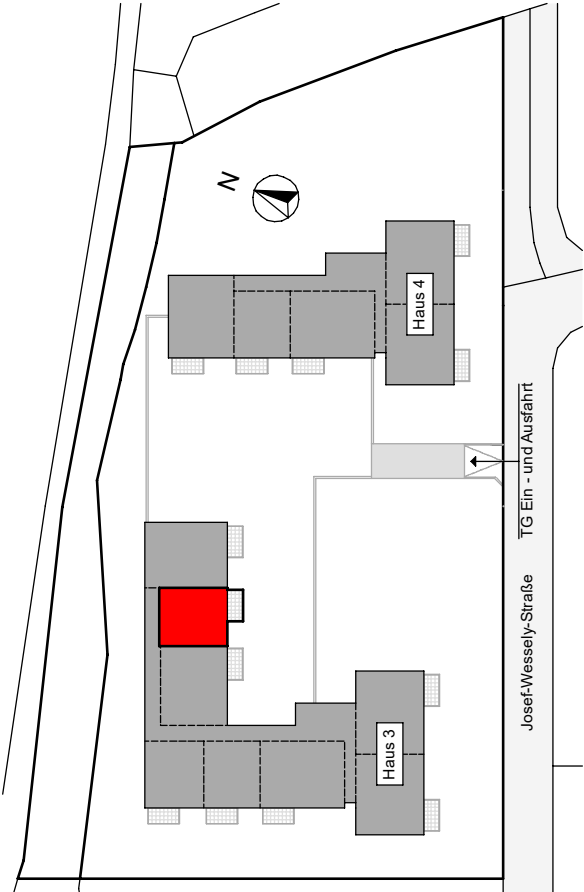 N
Haus 4
TG Ein - und Ausfahrt
Josef-Wessely-Straße
Haus 3